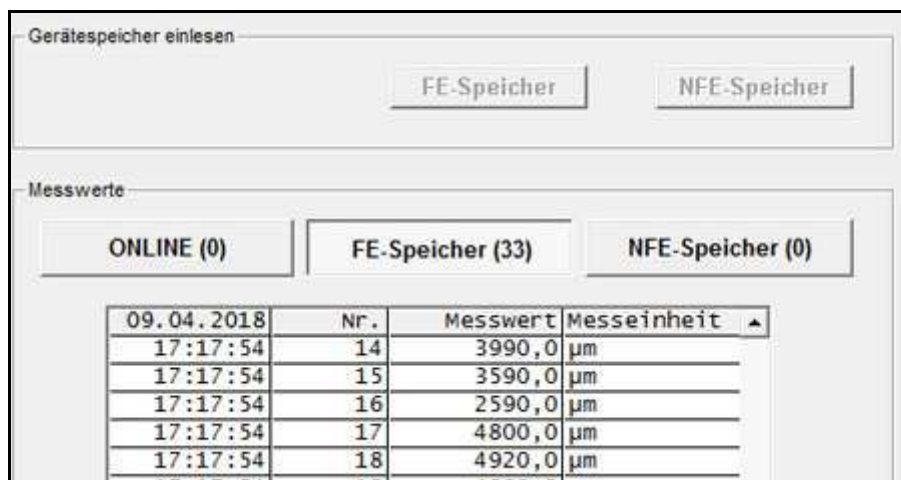 Gerätespeicher einlesen
FE-Speicher NFE-Speicher
Messwerte
ONLINE (0) FE-Speicher (33) NFE-Speicher (0)
09.04.2018 Nr. Messwert Messeinheit
17:17:54 14 3990,0 µm
17:17:54 15 3590,0 µm
17:17:54 16 2590,0 µm
17:17:54 17 4800,0 µm
17:17:54 18 4920,0 µm